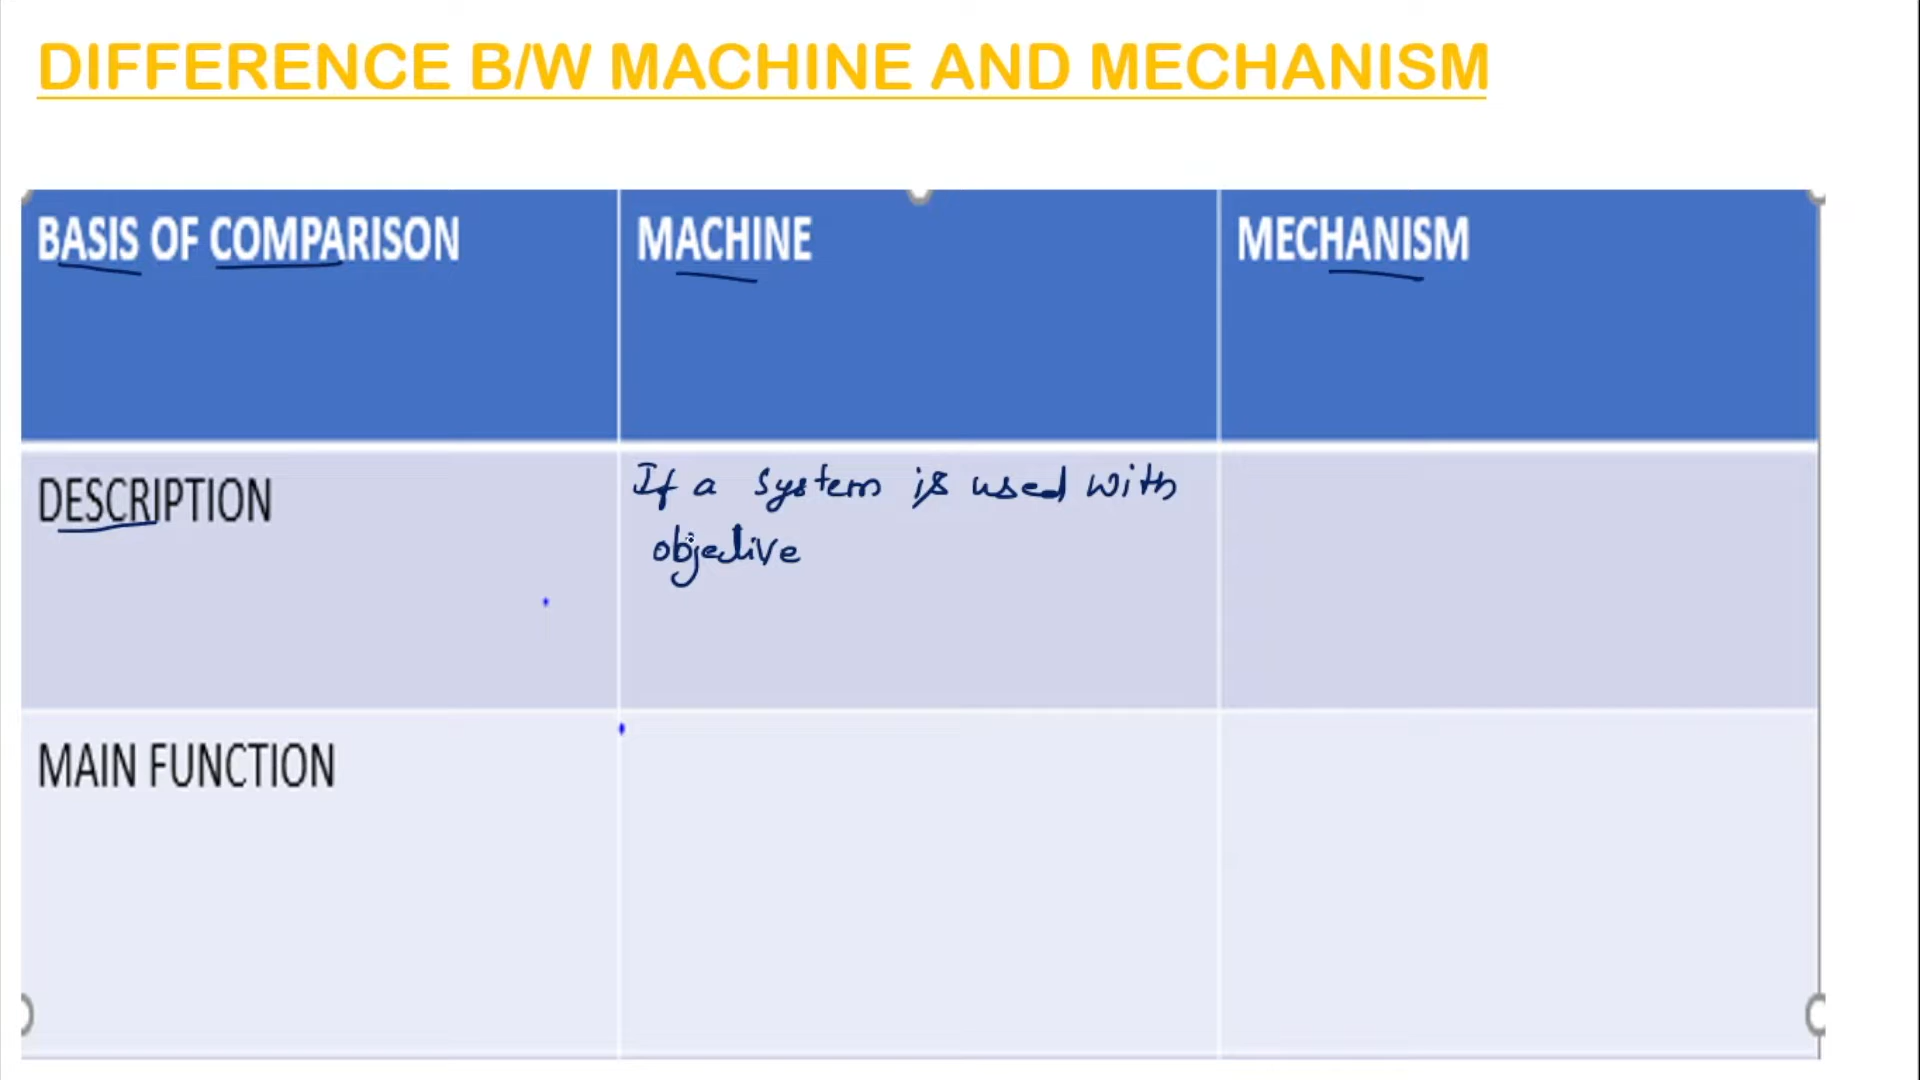 DIFFERENCE B/W MACHINE AND MECHANISM
BASIS OF COMPARISON
MACHINE
MECHANISM
DESCRIPTION
If a system is used with
objective
MAIN FUNCTION